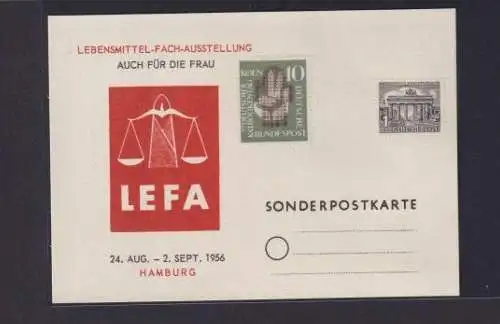 LEBENSMITTEL-FACH-AUSSTELLUNG
AUCH FÜR DIE FRAU
LEFA
24. AUG. - 2. SEPT. 1956
HAMBURG
KÖLN
10
DEUTSCHE
BUNDESPOST
SONDERPOSTKARTE